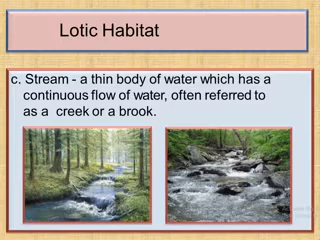 Lotic Habitat
c. Stream - a thin body of water which has a
continuous flow of water, often referred to
as a creek or a brook.